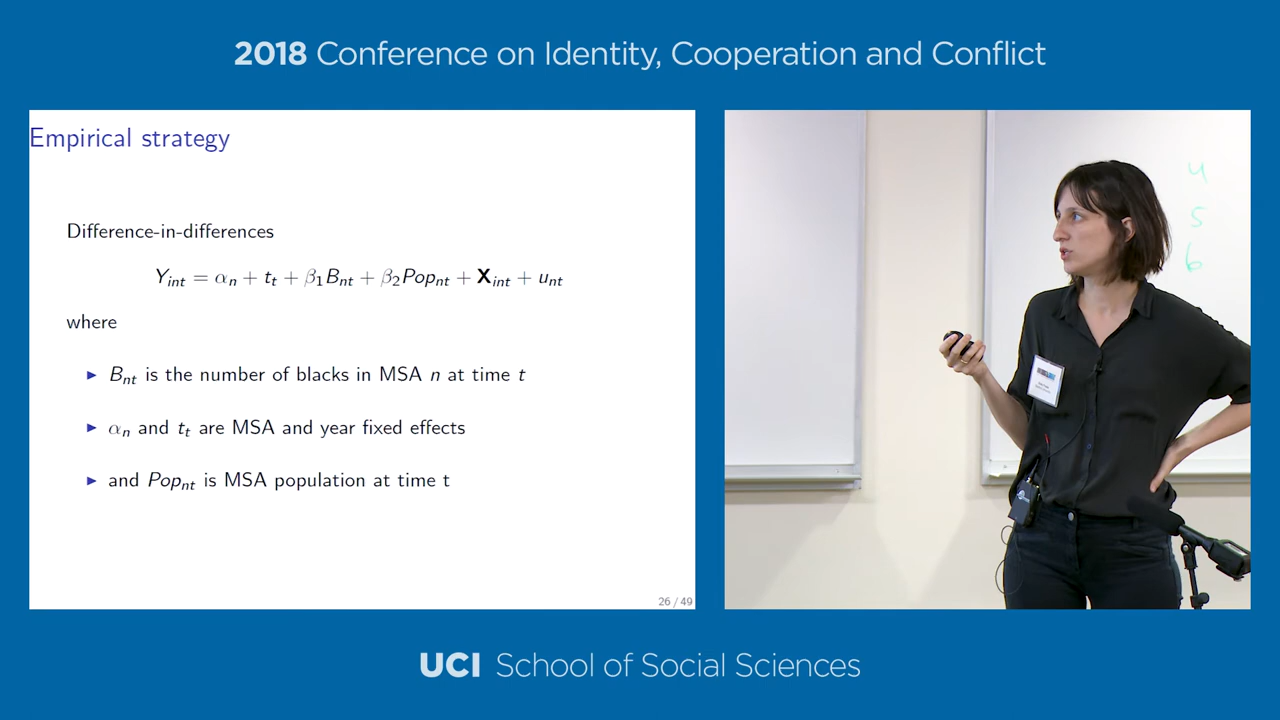 2018 Conference on Identity, Cooperation and Conflict
Empirical strategy
Difference-in-differences
Y_int = α_n + t_t + β₁B_nt + β₂Pop_nt + X_int + u_nt
where
► B_nt is the number of blacks in MSA n at time t
► α_n and t_t are MSA and year fixed effects
► and Pop_nt is MSA population at time t
26 / 49
4
5
6
UCI School of Social Sciences